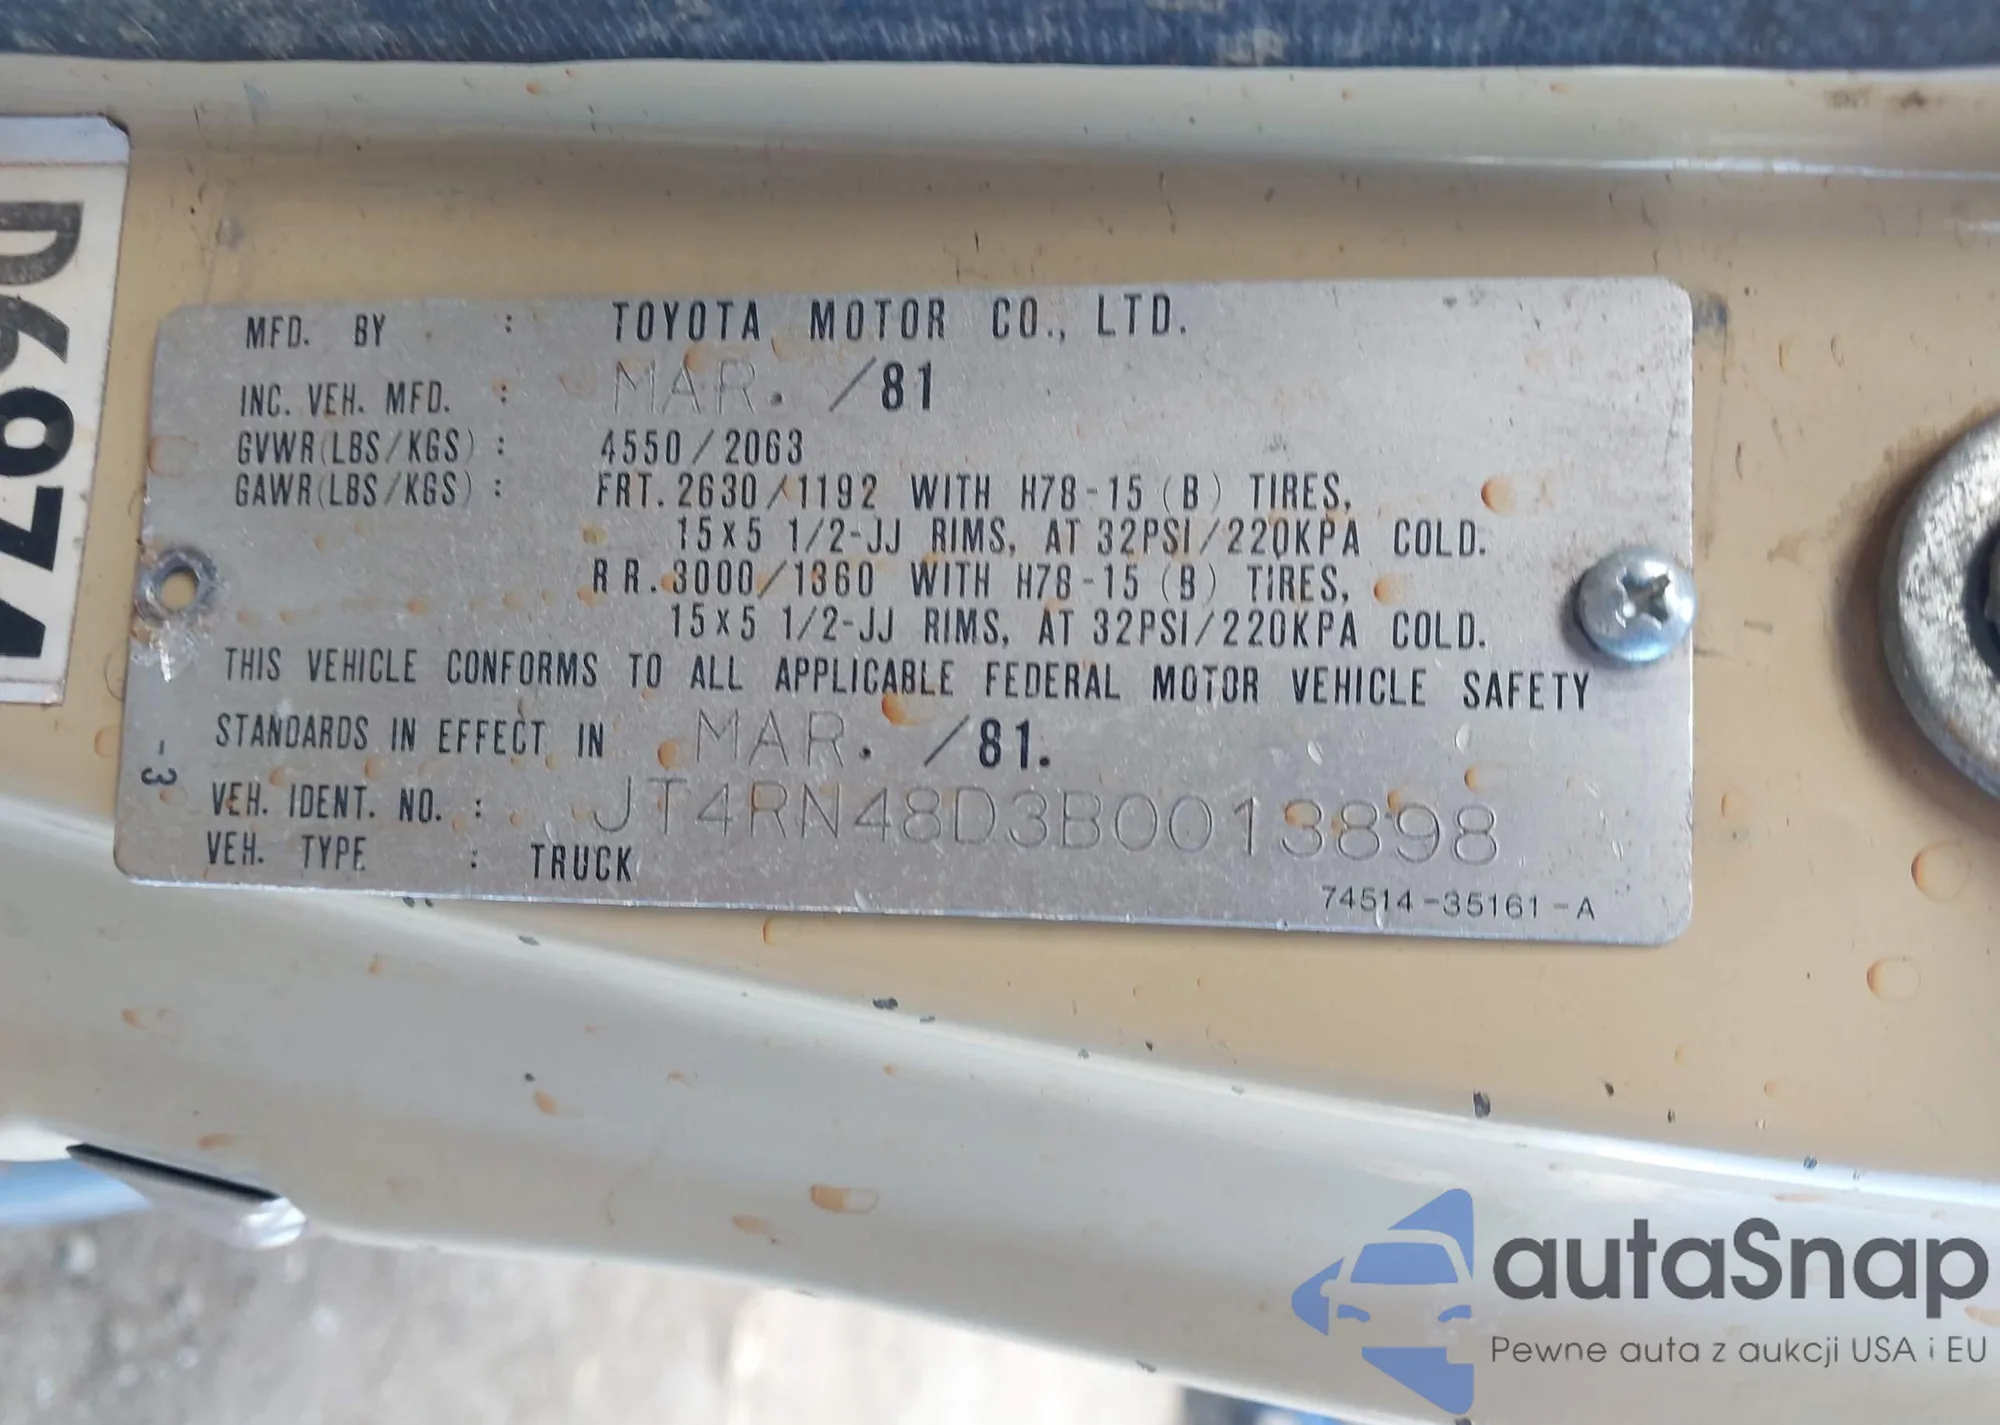 MFD. BY : TOYOTA MOTOR CO., LTD.
INC. VEH. MFD. : MAR. /81
GVWR(LBS/KGS) : 4550/2063
GAWR(LBS/KGS) : FRT. 2630/1192 WITH H78-15 (B) TIRES,
15x5 1/2-JJ RIMS, AT 32PSI/220KPA COLD.
RR. 3000/1360 WITH H78-15 (B) TIRES,
15x5 1/2-JJ RIMS, AT 32PSI/220KPA COLD.
THIS VEHICLE CONFORMS TO ALL APPLICABLE FEDERAL MOTOR VEHICLE SAFETY
STANDARDS IN EFFECT IN MAR. /81.
VEH. IDENT. NO. : JT4RN48D3B0013898
VEH. TYPE : TRUCK
74514-35161-A
-3
autaSnap
Pewne auta z aukcji USA i EU